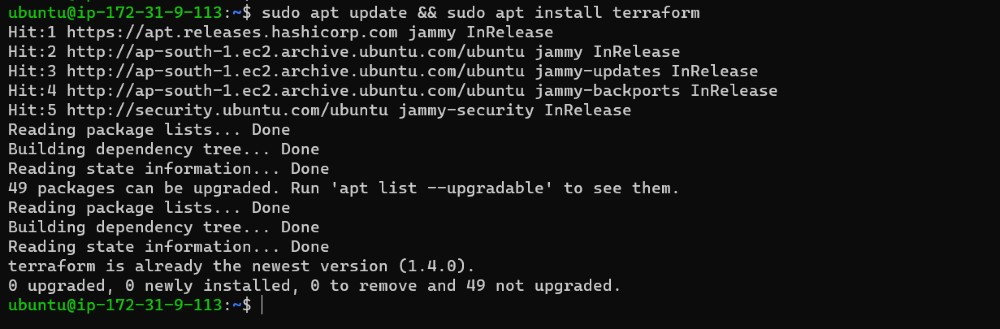 ubuntu@ip-172-31-9-113:~$ sudo apt update && sudo apt install terraform
Hit:1 https://apt.releases.hashicorp.com jammy InRelease
Hit:2 http://ap-south-1.ec2.archive.ubuntu.com/ubuntu jammy InRelease
Hit:3 http://ap-south-1.ec2.archive.ubuntu.com/ubuntu jammy-updates InRelease
Hit:4 http://ap-south-1.ec2.archive.ubuntu.com/ubuntu jammy-backports InRelease
Hit:5 http://security.ubuntu.com/ubuntu jammy-security InRelease
Reading package lists... Done
Building dependency tree... Done
Reading state information... Done
49 packages can be upgraded. Run 'apt list --upgradable' to see them.
Reading package lists... Done
Building dependency tree... Done
Reading state information... Done
terraform is already the newest version (1.4.0).
0 upgraded, 0 newly installed, 0 to remove and 49 not upgraded.
ubuntu@ip-172-31-9-113:~$